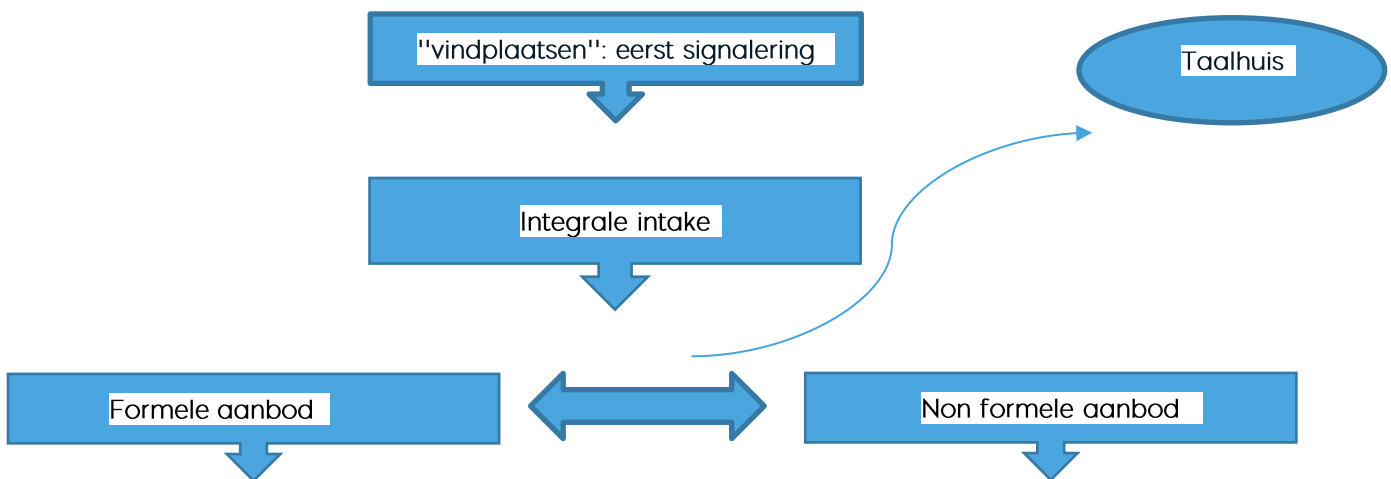 "vindplaatsen": eerst signalering
Taalhuis
Integrale intake
Formele aanbod
Non formele aanbod